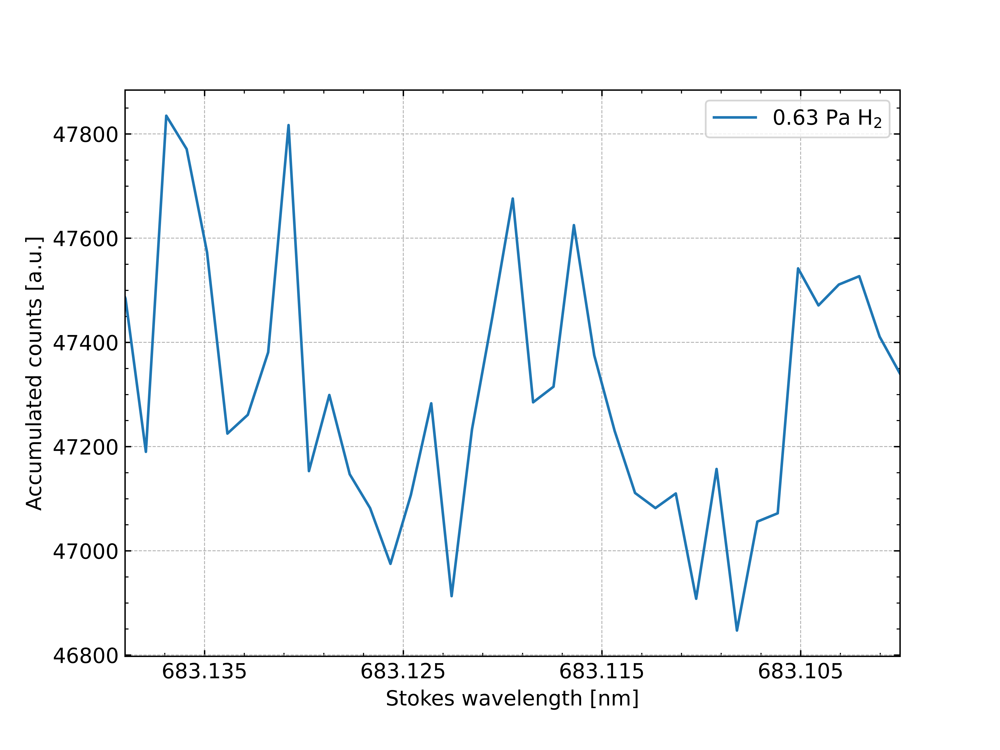 0.63 Pa H₂
47800
47600
47400
47200
47000
46800
Accumulated counts [a.u.]
683.135 683.125 683.115 683.105
Stokes wavelength [nm]